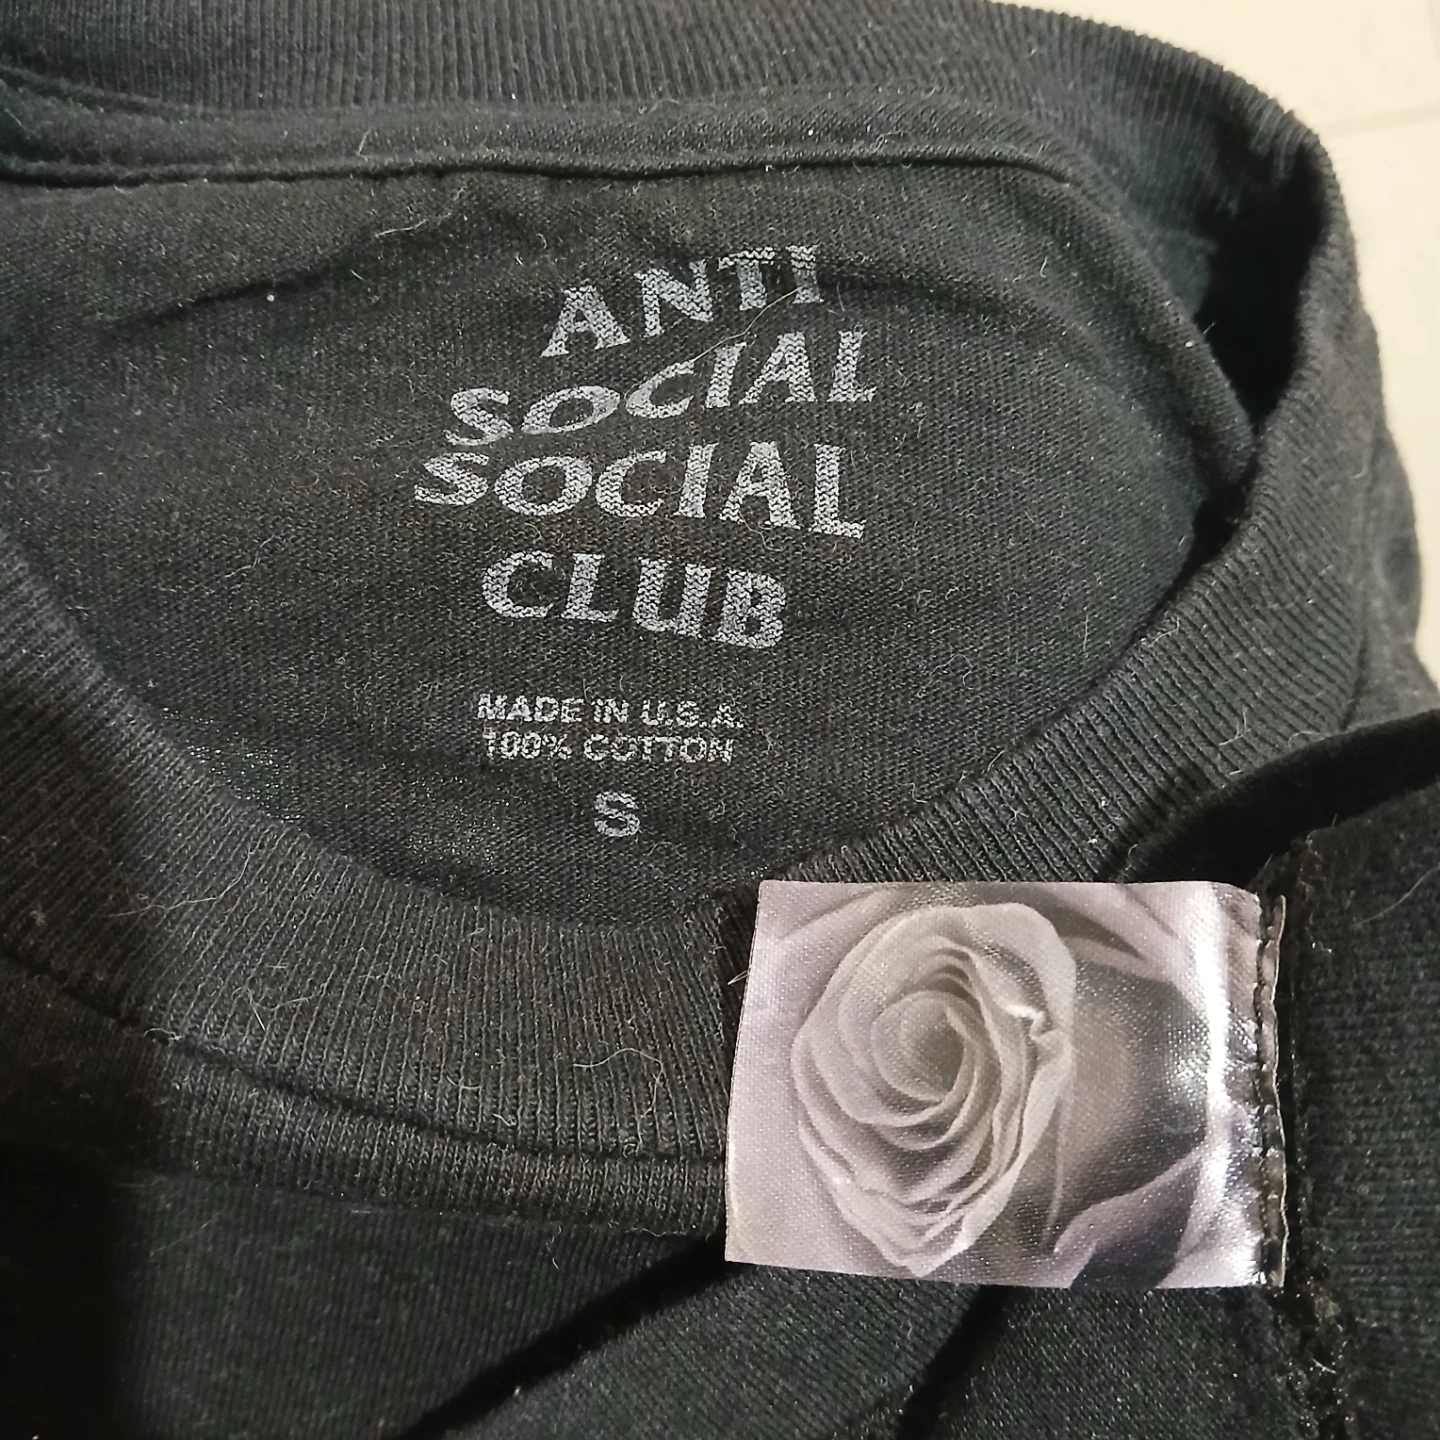 ANTI
SOCIAL
SOCIAL
CLUB
MADE IN U.S.A.
100% COTTON
S